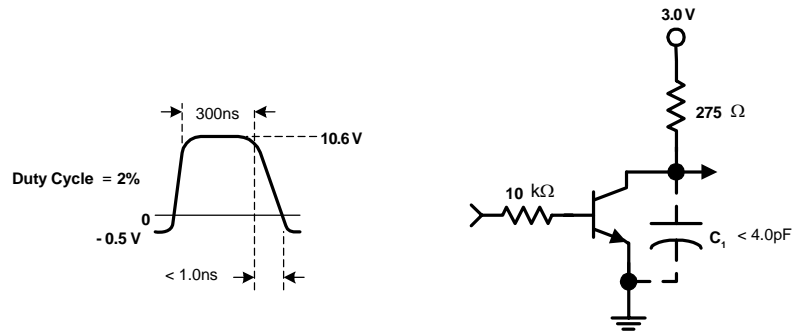 3.0 V
300ns
10.6 V
275 Ω
Duty Cycle = 2%
10 kΩ
0
- 0.5 V
C1 < 4.0pF
< 1.0ns